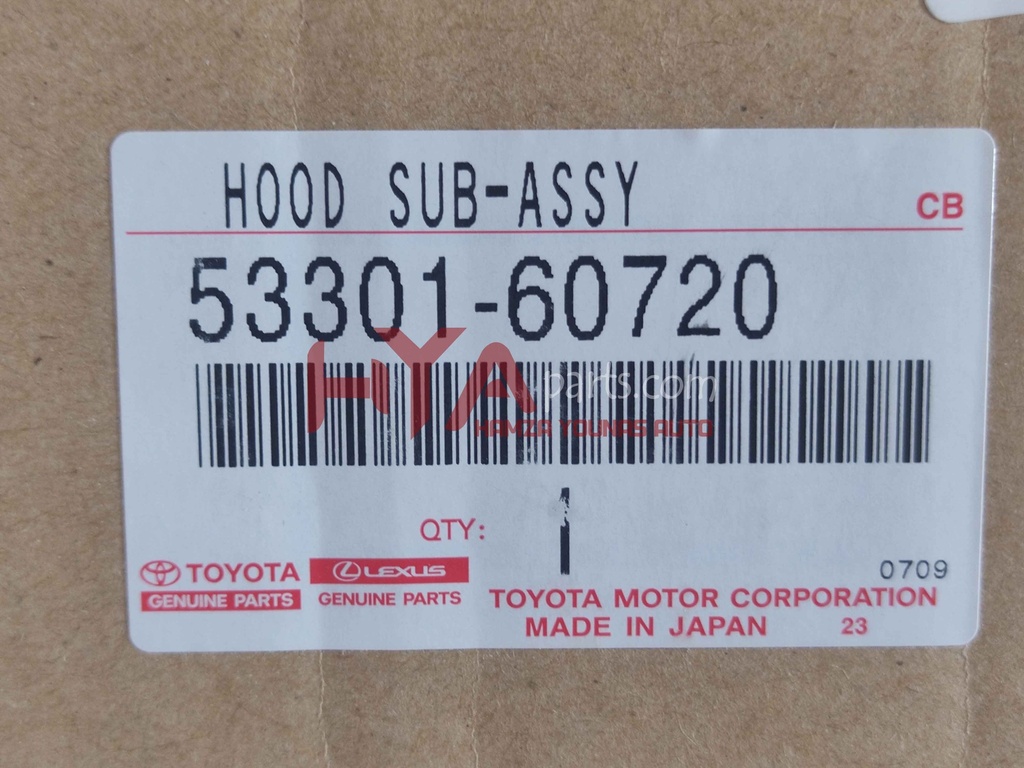 HOOD SUB-ASSY
CB
53301-60720
HYA
-parts.com
HAMZA YOUNAS AUTO
QTY: 1
0709
TOYOTA
GENUINE PARTS
LEXUS
GENUINE PARTS
TOYOTA MOTOR CORPORATION
MADE IN JAPAN 23